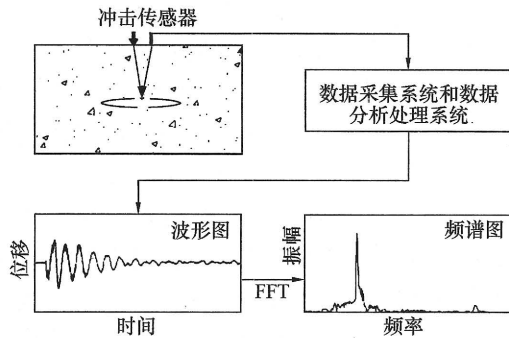 冲击传感器
数据采集系统和数据
分析处理系统
位移
波形图
时间
FFT
振幅
频谱图
频率